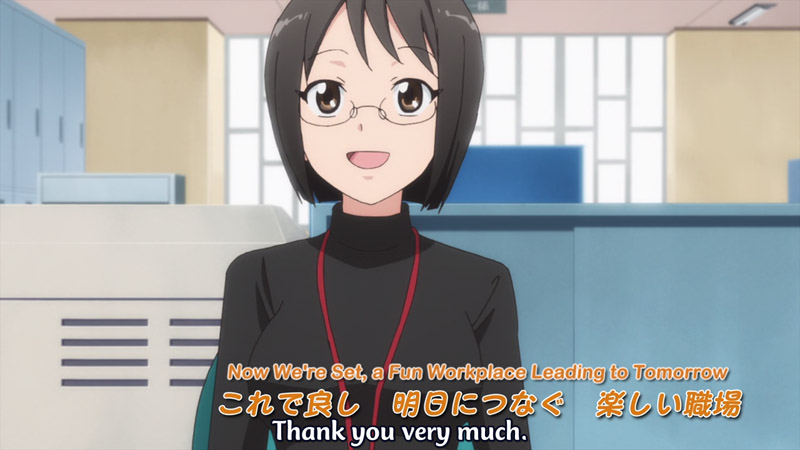 Now We're Set, a Fun Workplace Leading to Tomorrow
これで良し　明日につなぐ　楽しい職場
Thank you very much.